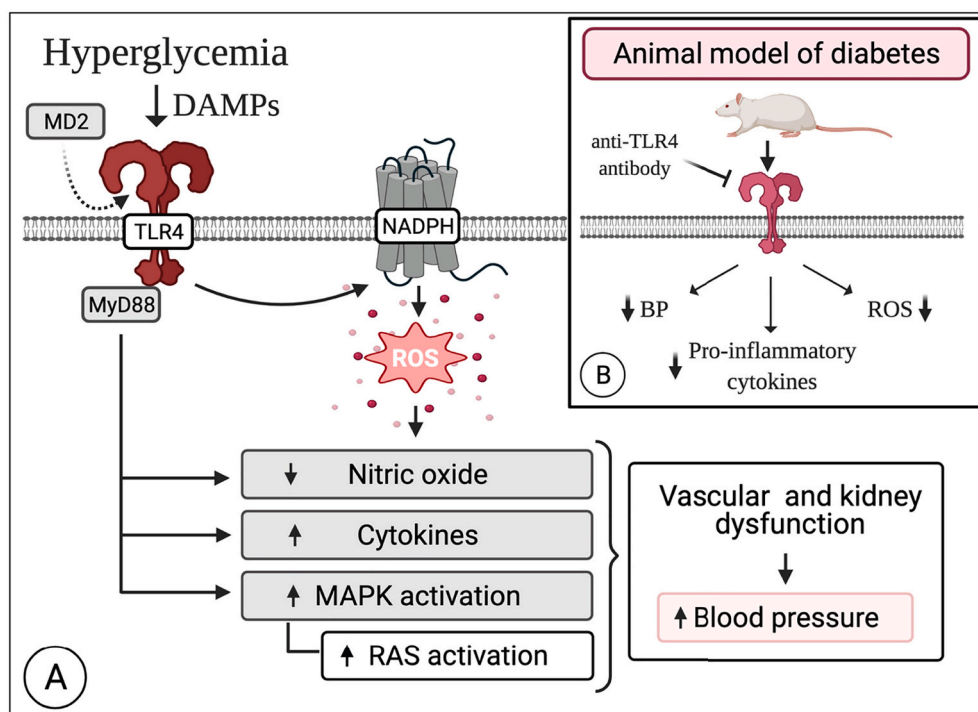 Hyperglycemia
DAMPs
MD2
TLR4
NADPH
MyD88
ROS
↓ Nitric oxide
↑ Cytokines
↑ MAPK activation
↑ RAS activation
Vascular and kidney
dysfunction
↑ Blood pressure
A
Animal model of diabetes
anti-TLR4
antibody
↓ BP
ROS ↓
↓ Pro-inflammatory
cytokines
B